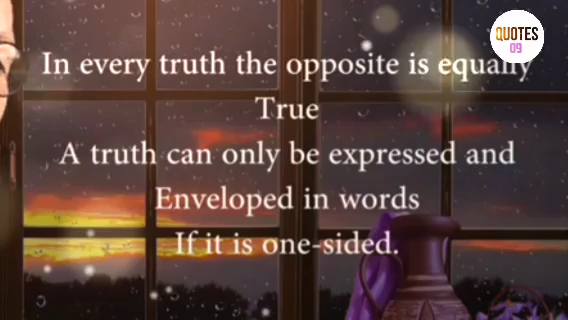 QUOTES
09
In every truth the opposite is equally
True
A truth can only be expressed and
Enveloped in words
If it is one-sided.